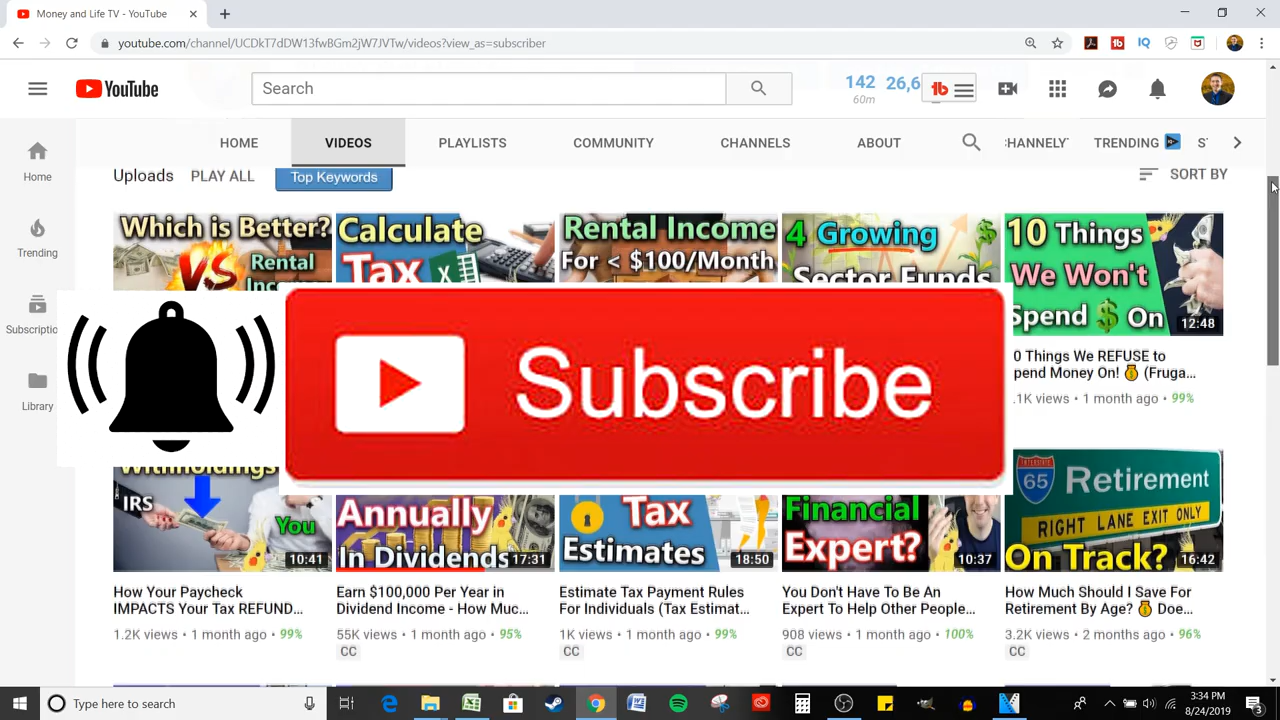 Money and Life TV - YouTube
youtube.com/channel/UCDkT7dDW13fwBGm2jW7JVTw/videos?view_as=subscriber
YouTube
Search
142
60m
26,6
HOME
VIDEOS
PLAYLISTS
COMMUNITY
CHANNELS
ABOUT
CHANNELY
TRENDING
Home
Trending
Library
Uploads
PLAY ALL
Top Keywords
SORT BY
Which is Better?
VS
Rental
Calculate
Tax
Rental Income
For < $100/Month
4 Growing $
Sector Funds
10 Things
We Won't
Spend $ On
12:48
0 Things We REFUSE to
pend Money On! 💰 (Fruga...
.1K views • 1 month ago • 99%
Subscribe
Withholdings
IRS
You
10:41
How Your Paycheck
IMPACTS Your Tax REFUND...
1.2K views • 1 month ago • 99%
Annually
In Dividends
17:31
Earn $100,000 Per Year in
Dividend Income - How Muc...
55K views • 1 month ago • 95%
CC
Tax
Estimates
18:50
Estimate Tax Payment Rules
For Individuals (Tax Estimat...
1K views • 1 month ago • 99%
CC
Financial
Expert?
10:37
You Don't Have To Be An
Expert To Help Other People...
908 views • 1 month ago • 100%
CC
INTERSTATE
65
Retirement
RIGHT LANE EXIT ONLY
On Track?
16:42
How Much Should I Save For
Retirement By Age? 💰 Doe...
3.2K views • 2 months ago • 96%
CC
Type here to search
3:34 PM
8/24/2019
3